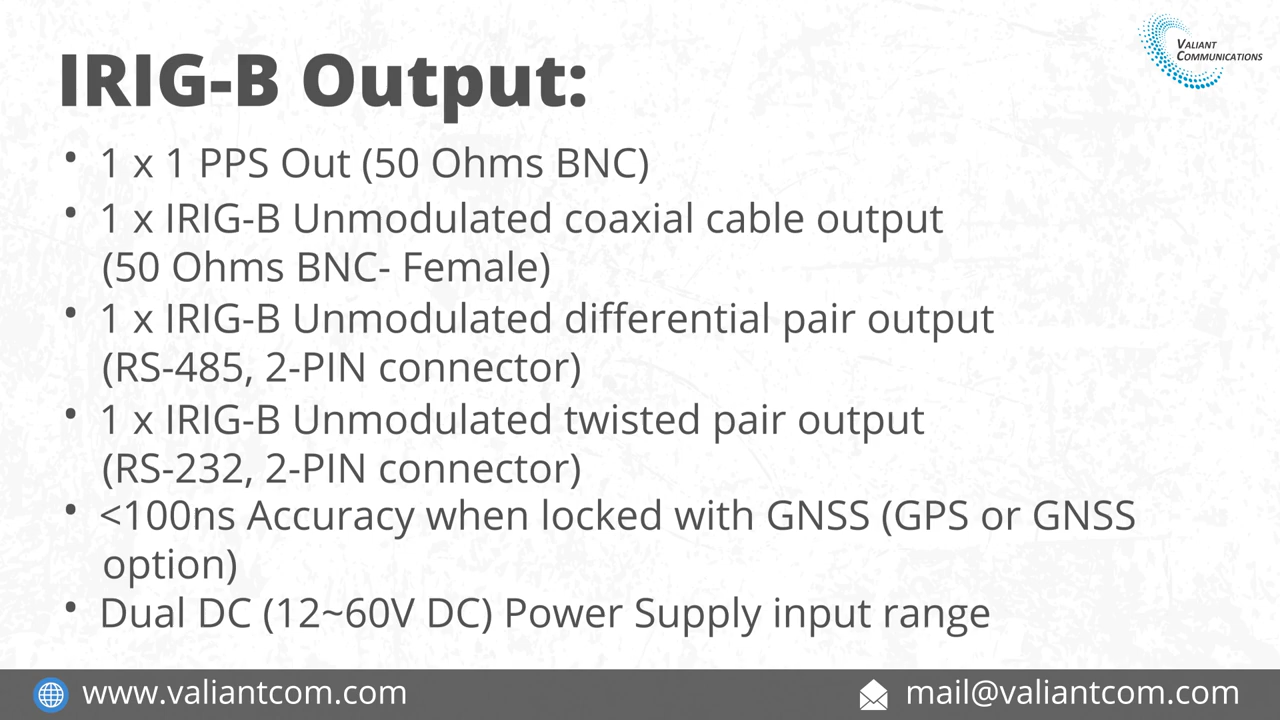 IRIG-B Output:
VALIANT
COMMUNICATIONS
• 1 x 1 PPS Out (50 Ohms BNC)
• 1 x IRIG-B Unmodulated coaxial cable output
(50 Ohms BNC- Female)
• 1 x IRIG-B Unmodulated differential pair output
(RS-485, 2-PIN connector)
• 1 x IRIG-B Unmodulated twisted pair output
(RS-232, 2-PIN connector)
• <100ns Accuracy when locked with GNSS (GPS or GNSS
option)
• Dual DC (12~60V DC) Power Supply input range
www.valiantcom.com
mail@valiantcom.com